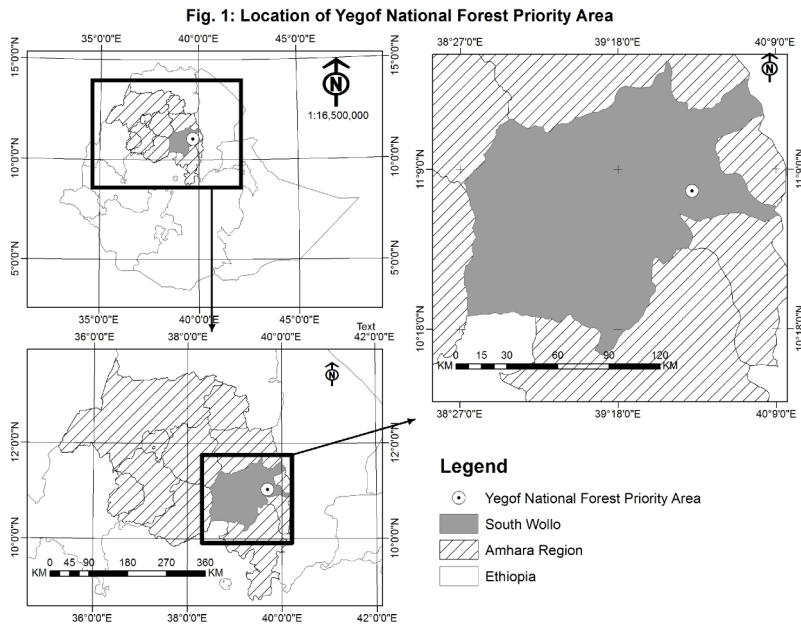 Fig. 1: Location of Yegof National Forest Priority Area
35°0'0"E 40°0'0"E 45°0'0"E
15°0'0"N 15°0'0"N
N
1:16,500,000
10°0'0"N 10°0'0"N
5°0'0"N 5°0'0"N
35°0'0"E 40°0'0"E 45°0'0"E
Text
36°0'0"E 38°0'0"E 40°0'0"E 42°0'0"E
N
12°0'0"N 12°0'0"N
10°0'0"N 10°0'0"N
0 45 90 180 270 360
KM KM
36°0'0"E 38°0'0"E 40°0'0"E 42°0'0"E
38°27'0"E 39°18'0"E 40°9'0"E
N
11°9'0"N 11°9'0"N
10°18'0"N 10°18'0"N
0 15 30 60 90 120
KM KM
38°27'0"E 39°18'0"E 40°9'0"E
Legend
Yegof National Forest Priority Area
South Wollo
Amhara Region
Ethiopia